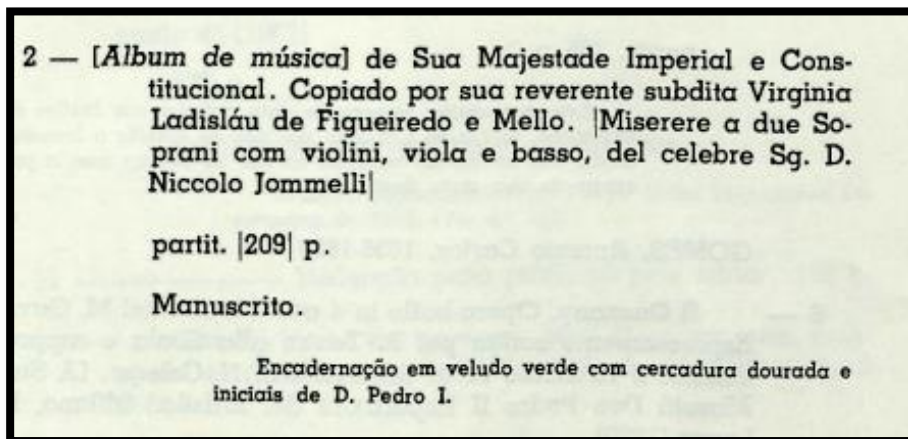 2 — [Album de música] de Sua Majestade Imperial e Cons-
titucional. Copiado por sua reverente subdita Virginia
Ladisláu de Figueiredo e Mello. |Miserere a due So-
prani com violini, viola e basso, del celebre Sg. D.
Niccolo Jommelli|
partit. |209| p.
Manuscrito.
Encadernação em veludo verde com cercadura dourada e
iniciais de D. Pedro I.